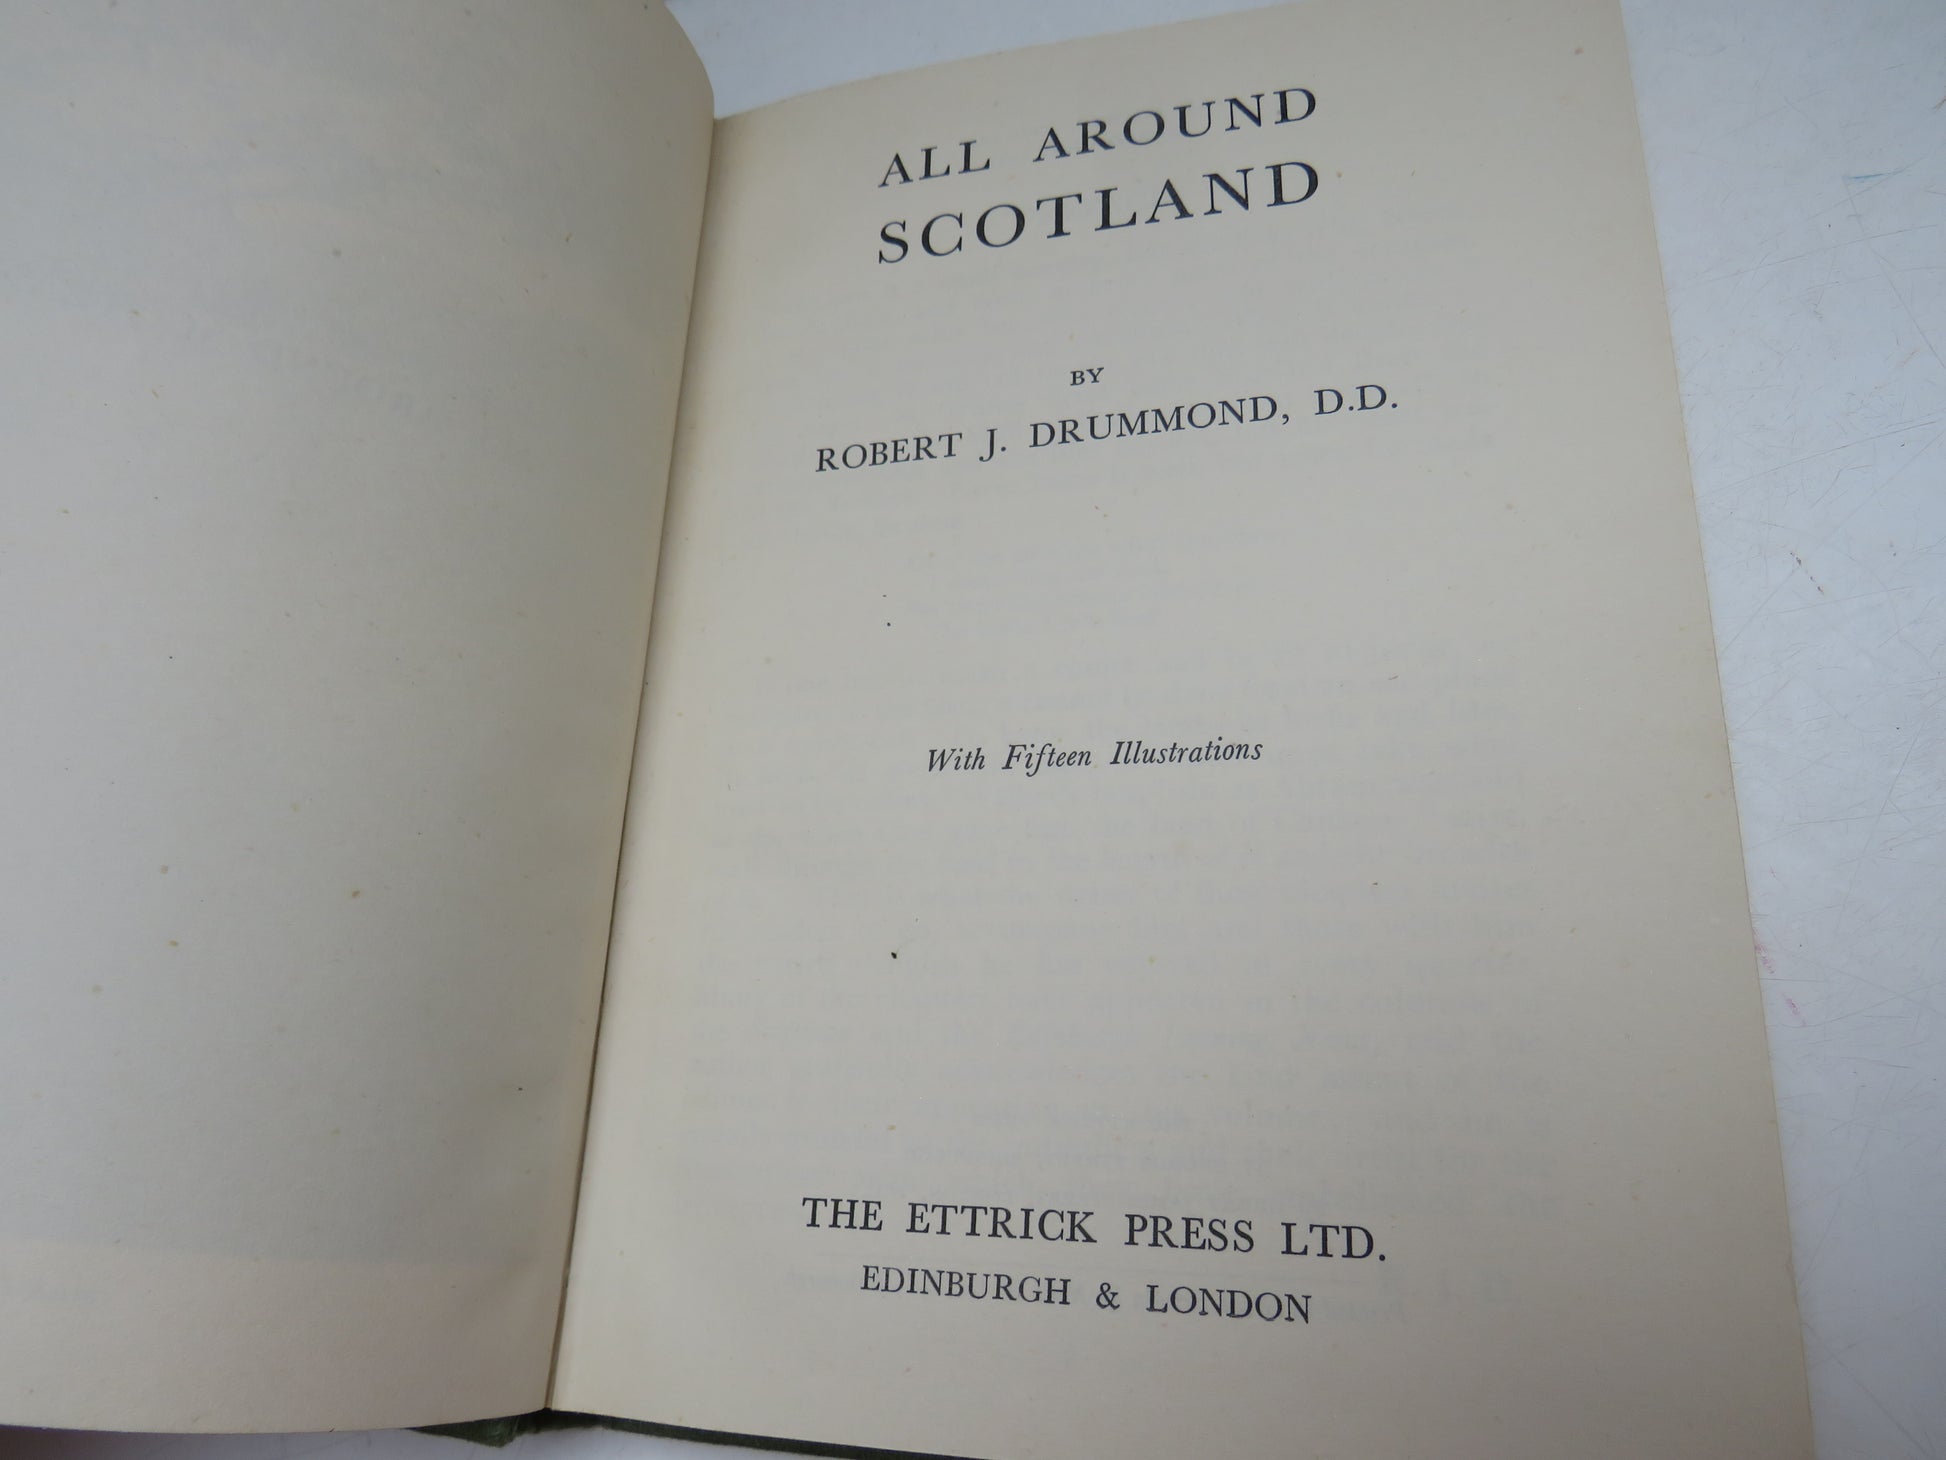 ALL AROUND
SCOTLAND
BY
ROBERT J. DRUMMOND, D.D.
With Fifteen Illustrations
THE ETTRICK PRESS LTD.
EDINBURGH & LONDON